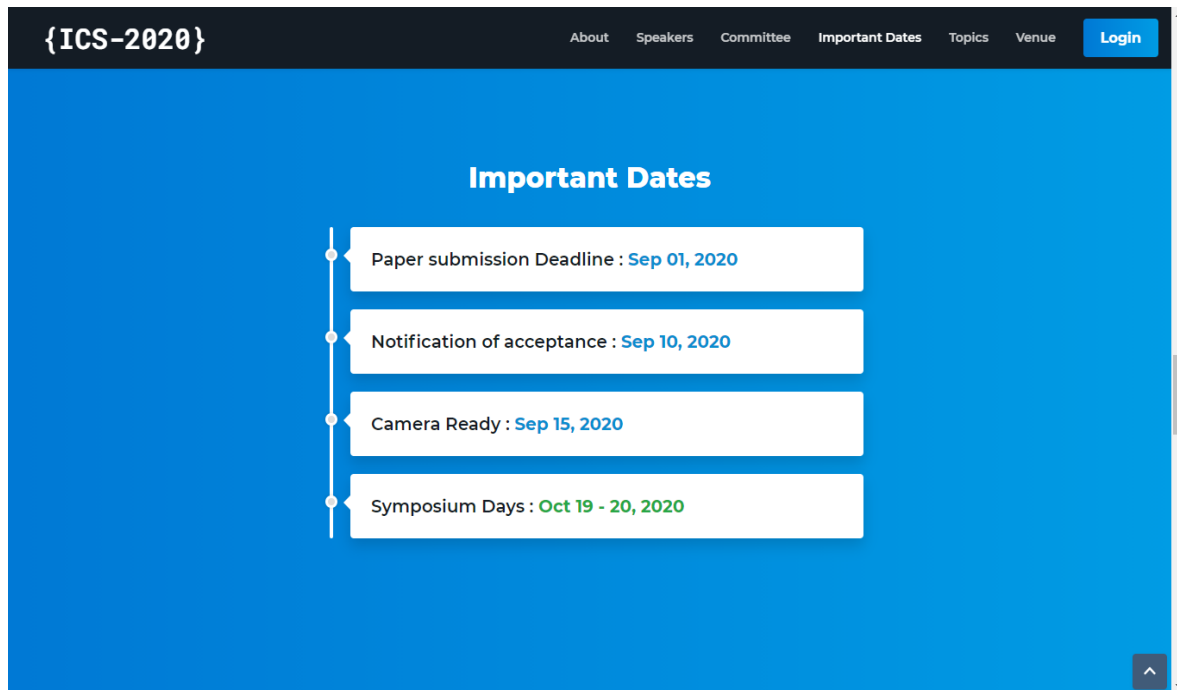 {ICS-2020}
About Speakers Committee Important Dates Topics Venue Login
Important Dates
Paper submission Deadline : Sep 01, 2020
Notification of acceptance : Sep 10, 2020
Camera Ready : Sep 15, 2020
Symposium Days : Oct 19 - 20, 2020